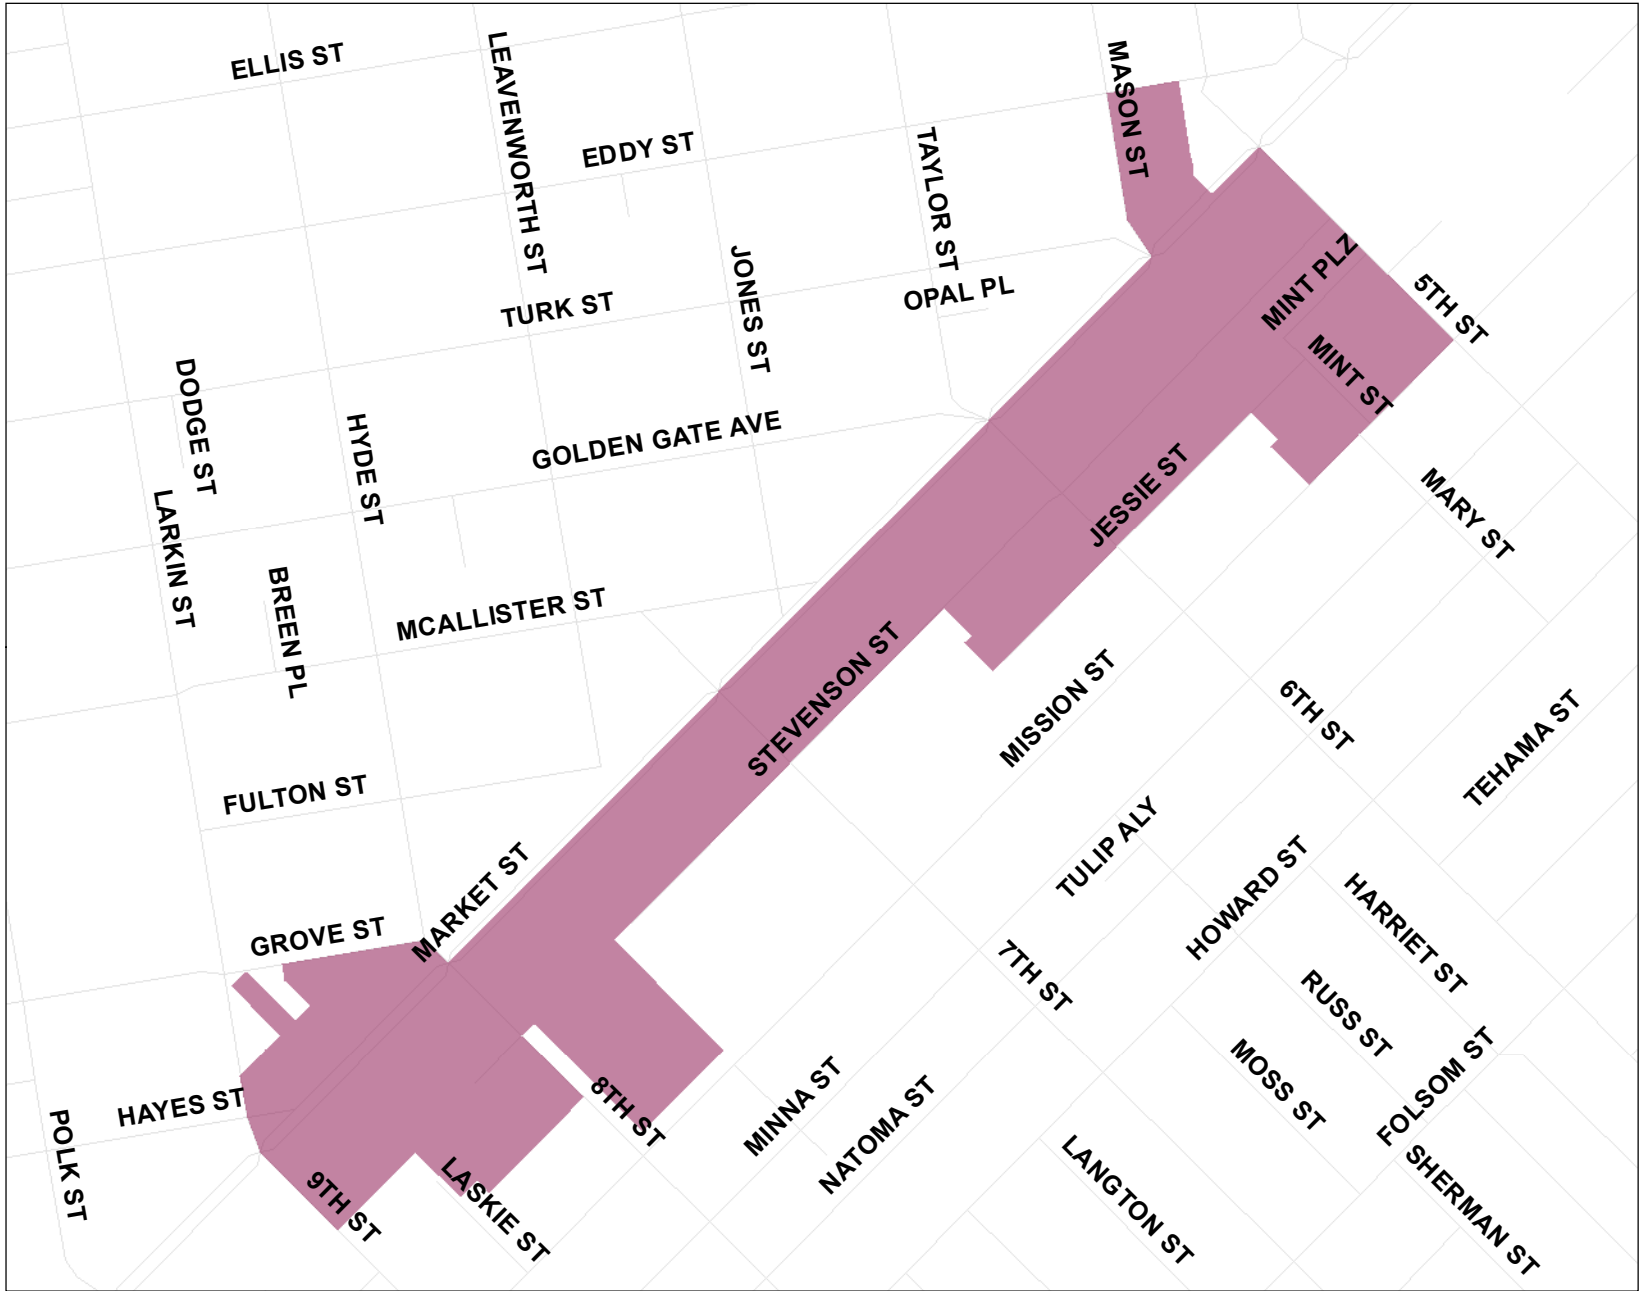 ELLIS ST
LEAVENWORTH ST
MASON ST
EDDY ST
TAYLOR ST
MINT PLZ
JONES ST
OPAL PL
5TH ST
TURK ST
MINT ST
DODGE ST
HYDE ST
GOLDEN GATE AVE
JESSIE ST
LARKIN ST
MARY ST
BREEN PL
MCALLISTER ST
STEVENSON ST
MISSION ST
6TH ST
TEHAMA ST
FULTON ST
TULIP ALY
MARKET ST
HOWARD ST
HARRIET ST
GROVE ST
7TH ST
RUSS ST
HAYES ST
8TH ST
MINNA ST
NATOMA ST
MOSS ST
FOLSOM ST
POLK ST
9TH ST
LASKIE ST
LANGTON ST
SHERMAN ST